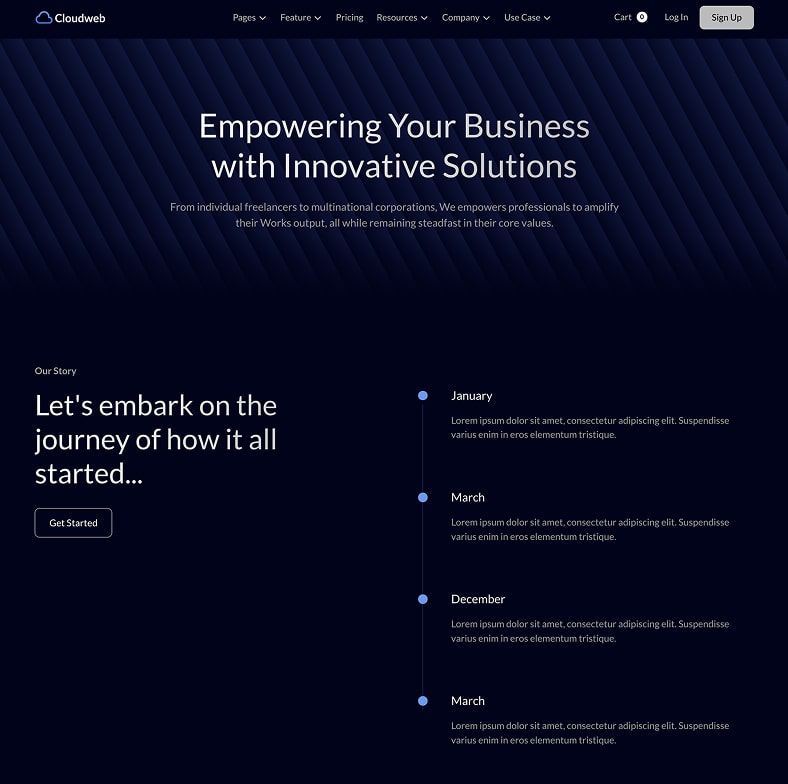 Cloudweb
Pages Feature Pricing Resources Company Use Case Cart 0 Log In Sign Up
Empowering Your Business
with Innovative Solutions
From individual freelancers to multinational corporations, We empowers professionals to amplify
their Works output, all while remaining steadfast in their core values.
Our Story
Let's embark on the
journey of how it all
started...
Get Started
January
Lorem ipsum dolor sit amet, consectetur adipiscing elit. Suspendisse
varius enim in eros elementum tristique.
March
Lorem ipsum dolor sit amet, consectetur adipiscing elit. Suspendisse
varius enim in eros elementum tristique.
December
Lorem ipsum dolor sit amet, consectetur adipiscing elit. Suspendisse
varius enim in eros elementum tristique.
March
Lorem ipsum dolor sit amet, consectetur adipiscing elit. Suspendisse
varius enim in eros elementum tristique.